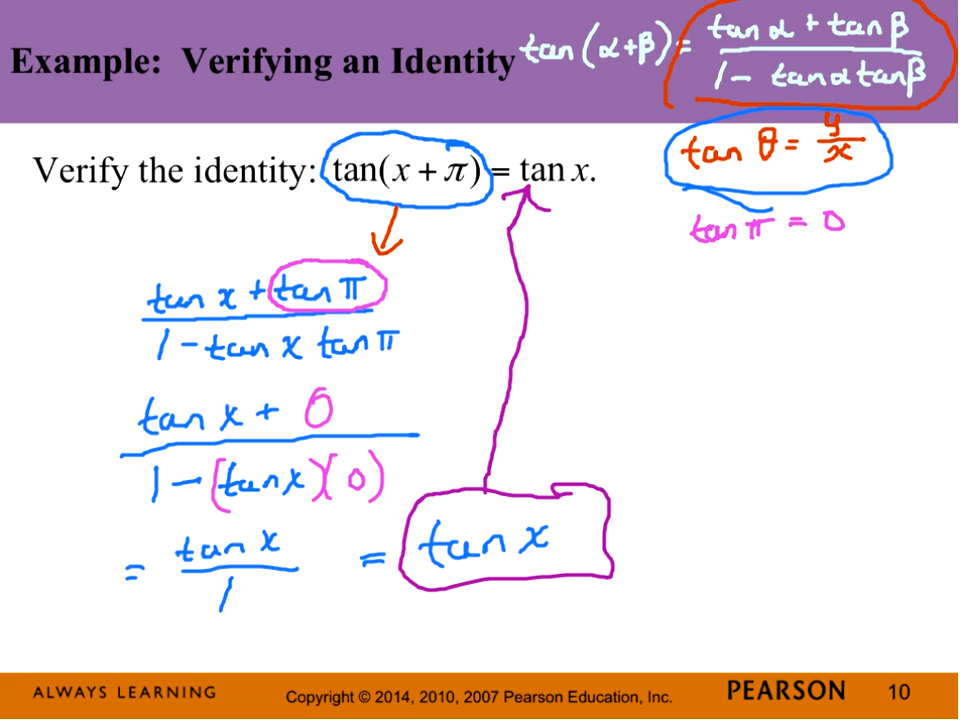 Example: Verifying an Identity
tan(α+β) = tan α + tan β / 1 - tanα tanβ
Verify the identity: tan(x + π) = tan x.
tan θ = y/x
tan π = 0
tan x + tan π
1 - tan x tan π
tan x + 0
1 - (tan x)(0)
= tan x / 1 = tan x
ALWAYS LEARNING
Copyright © 2014, 2010, 2007 Pearson Education, Inc.
PEARSON
10